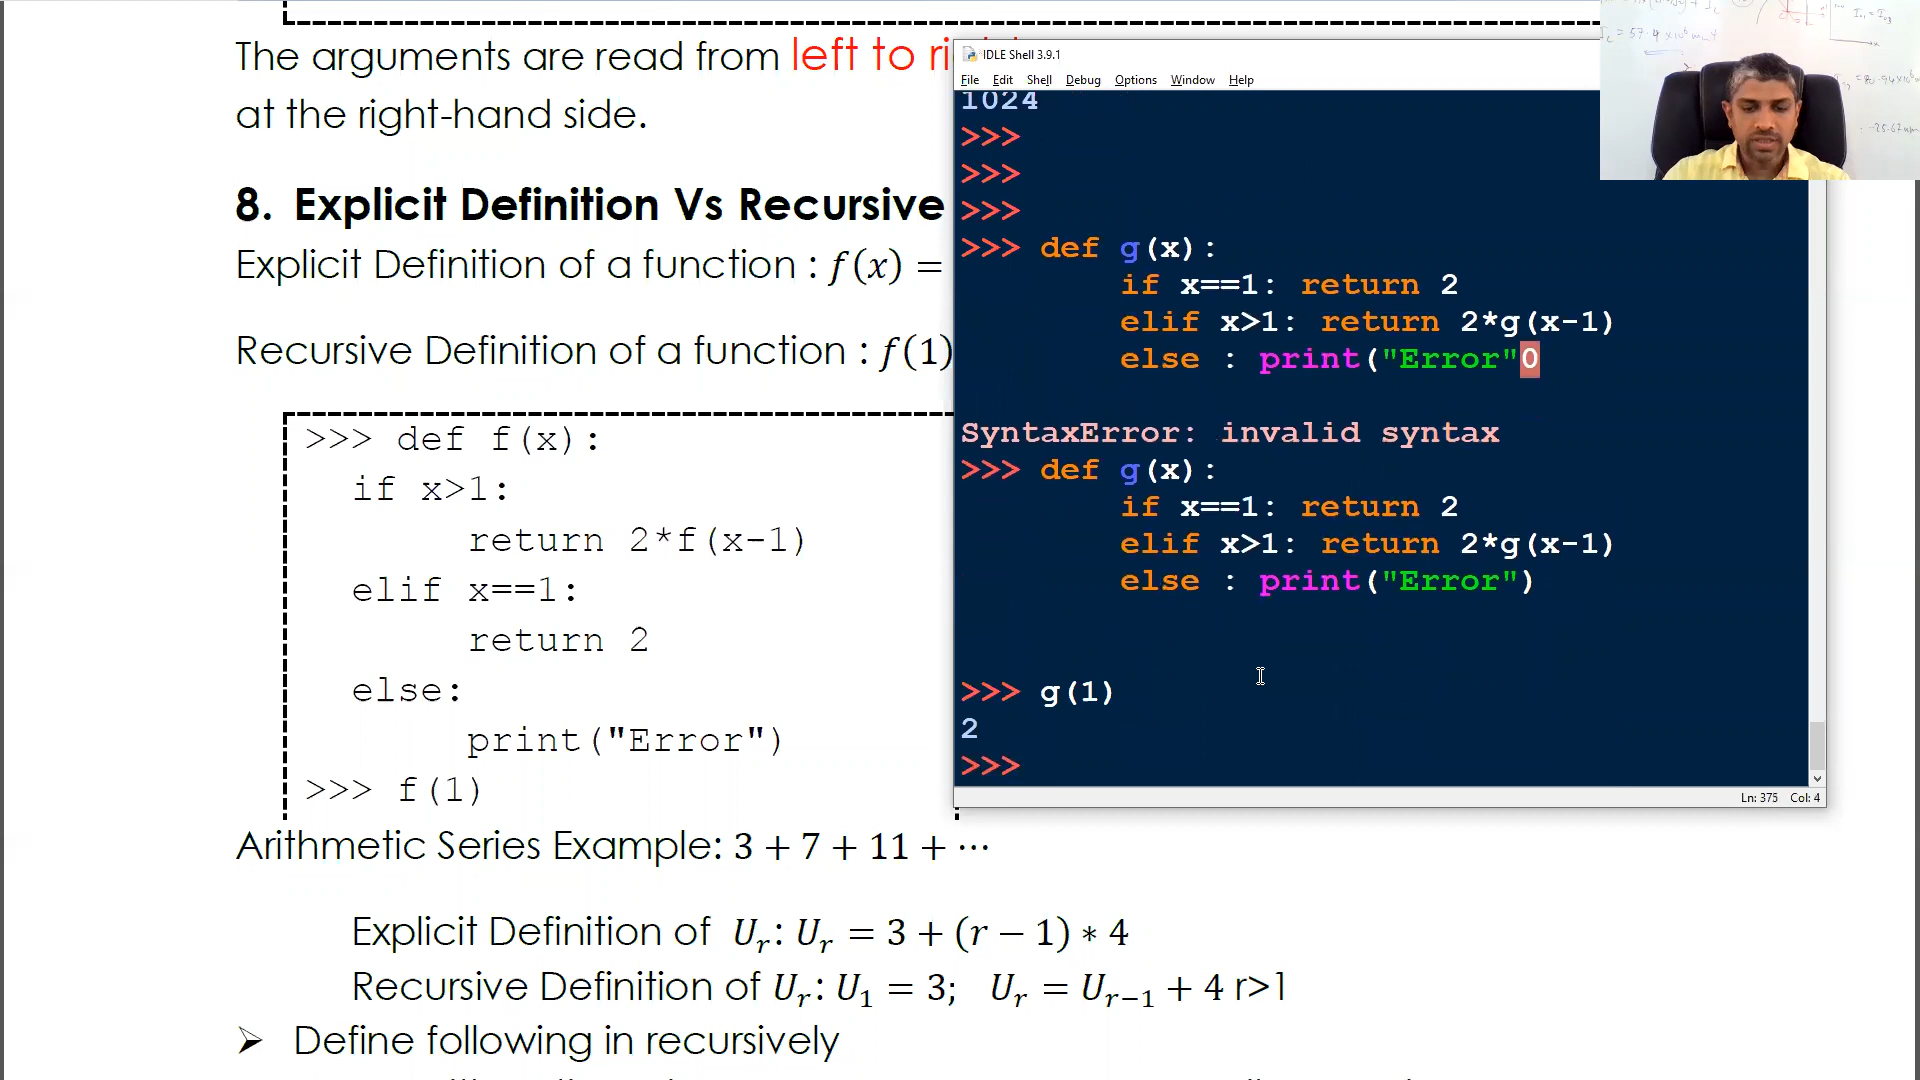 The arguments are read from left to ri
at the right-hand side.
8. Explicit Definition Vs Recursive
Explicit Definition of a function : f(x) =
Recursive Definition of a function : f(1)
>>> def f(x):
if x>1:
return 2*f(x-1)
elif x==1:
return 2
else:
print("Error")
>>> f(1)
Arithmetic Series Example: 3 + 7 + 11 + ⋯
Explicit Definition of U_r: U_r = 3 + (r − 1) ∗ 4
Recursive Definition of U_r: U_1 = 3; U_r = U_{r−1} + 4 r>1
➢ Define following in recursively
IDLE Shell 3.9.1
File Edit Shell Debug Options Window Help
1024
>>>
>>>
>>>
>>> def g(x):
if x==1: return 2
elif x>1: return 2*g(x-1)
else : print("Error"0
SyntaxError: invalid syntax
>>> def g(x):
if x==1: return 2
elif x>1: return 2*g(x-1)
else : print("Error")
>>> g(1)
2
>>>
Ln: 375 Col: 4